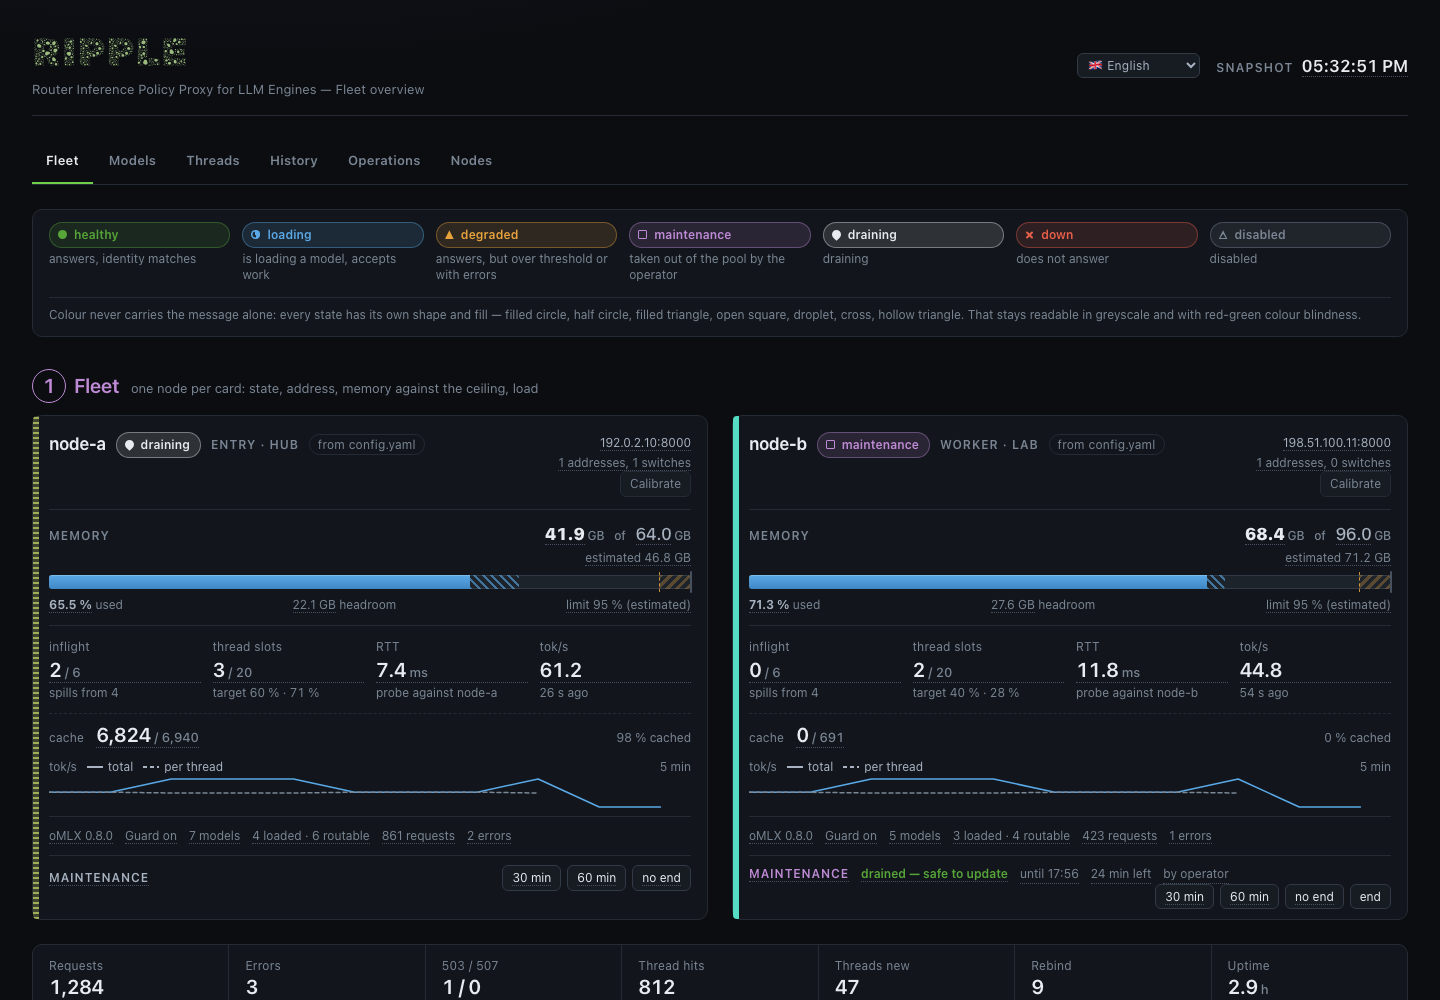 RIPPLE
Router Inference Policy Proxy for LLM Engines — Fleet overview
English
SNAPSHOT 05:32:51 PM
Fleet Models Threads History Operations Nodes
healthy
answers, identity matches
loading
is loading a model, accepts
work
degraded
answers, but over threshold or
with errors
maintenance
taken out of the pool by the
operator
draining
draining
down
does not answer
disabled
disabled
Colour never carries the message alone: every state has its own shape and fill — filled circle, half circle, filled triangle, open square, droplet, cross, hollow triangle. That stays readable in greyscale and with red-green colour blindness.
1 Fleet one node per card: state, address, memory against the ceiling, load
node-a draining ENTRY · HUB from config.yaml 192.0.2.10:8000
1 addresses, 1 switches
Calibrate
MEMORY 41.9 GB of 64.0 GB
estimated 46.8 GB
65.5 % used 22.1 GB headroom limit 95 % (estimated)
inflight thread slots RTT tok/s
2 / 6 3 / 20 7.4 ms 61.2
spills from 4 target 60 % · 71 % probe against node-a 26 s ago
cache 6,824 / 6,940 98 % cached
tok/s total per thread 5 min
oMLX 0.8.0 Guard on 7 models 4 loaded · 6 routable 861 requests 2 errors
MAINTENANCE 30 min 60 min no end
node-b maintenance WORKER · LAB from config.yaml 198.51.100.11:8000
1 addresses, 0 switches
Calibrate
MEMORY 68.4 GB of 96.0 GB
estimated 71.2 GB
71.3 % used 27.6 GB headroom limit 95 % (estimated)
inflight thread slots RTT tok/s
0 / 6 2 / 20 11.8 ms 44.8
spills from 4 target 40 % · 28 % probe against node-b 54 s ago
cache 0 / 691 0 % cached
tok/s total per thread 5 min
oMLX 0.8.0 Guard on 5 models 3 loaded · 4 routable 423 requests 1 errors
MAINTENANCE drained — safe to update until 17:56 24 min left by operator
30 min 60 min no end end
Requests Errors 503 / 507 Thread hits Threads new Rebind Uptime
1,284 3 1 / 0 812 47 9 2.9 h